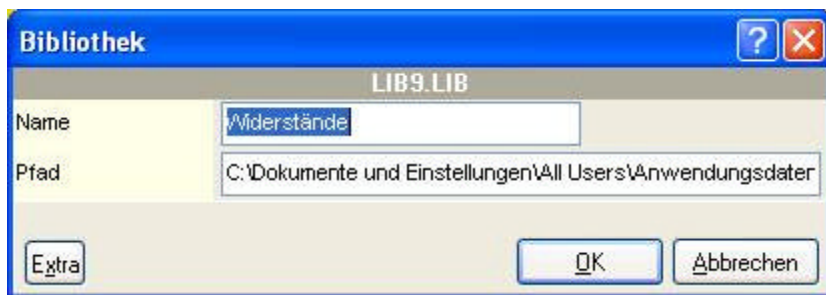 Bibliothek
LIB9.LIB
Name Widerstände
Pfad C:\Dokumente und Einstellungen\All Users\Anwendungsdater
Extra OK Abbrechen